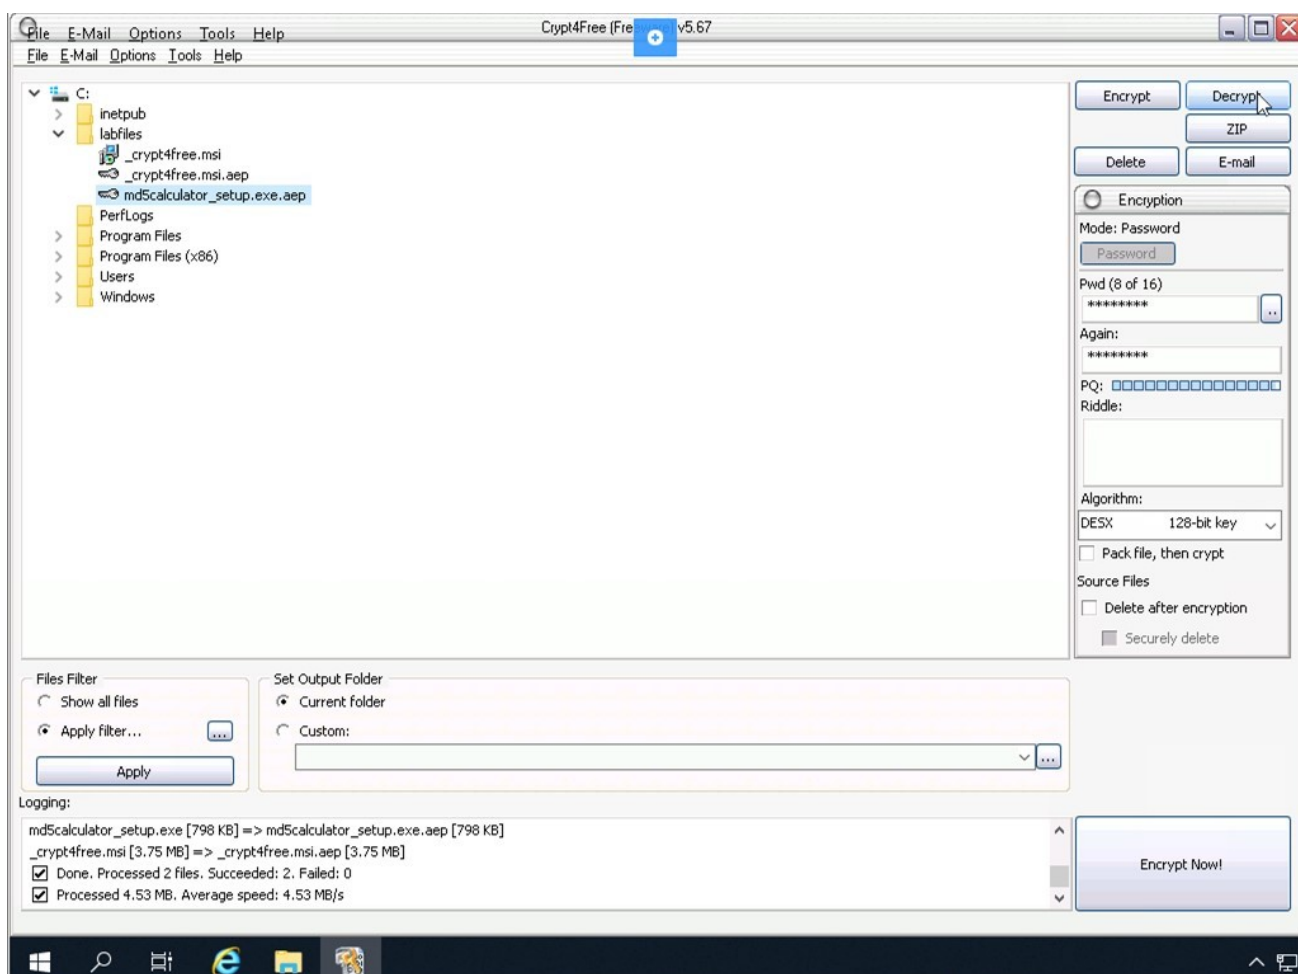 File E-Mail Options Tools Help
Crypt4Free (Freeware) v5.67
File E-Mail Options Tools Help
C:
inetpub
labfiles
_crypt4free.msi
_crypt4free.msi.aep
md5calculator_setup.exe.aep
PerfLogs
Program Files
Program Files (x86)
Users
Windows
Encrypt Decrypt
ZIP
Delete E-mail
Encryption
Mode: Password
Password
Pwd (8 of 16)
********
..
Again:
********
PQ:
Riddle:
Algorithm:
DESX 128-bit key
Pack file, then crypt
Source Files
Delete after encryption
Securely delete
Files Filter
Show all files
Apply filter...
...
Apply
Set Output Folder
Current folder
Custom:
...
Logging:
md5calculator_setup.exe [798 KB] => md5calculator_setup.exe.aep [798 KB]
_crypt4free.msi [3.75 MB] => _crypt4free.msi.aep [3.75 MB]
Done. Processed 2 files. Succeeded: 2. Failed: 0
Processed 4.53 MB. Average speed: 4.53 MB/s
Encrypt Now!